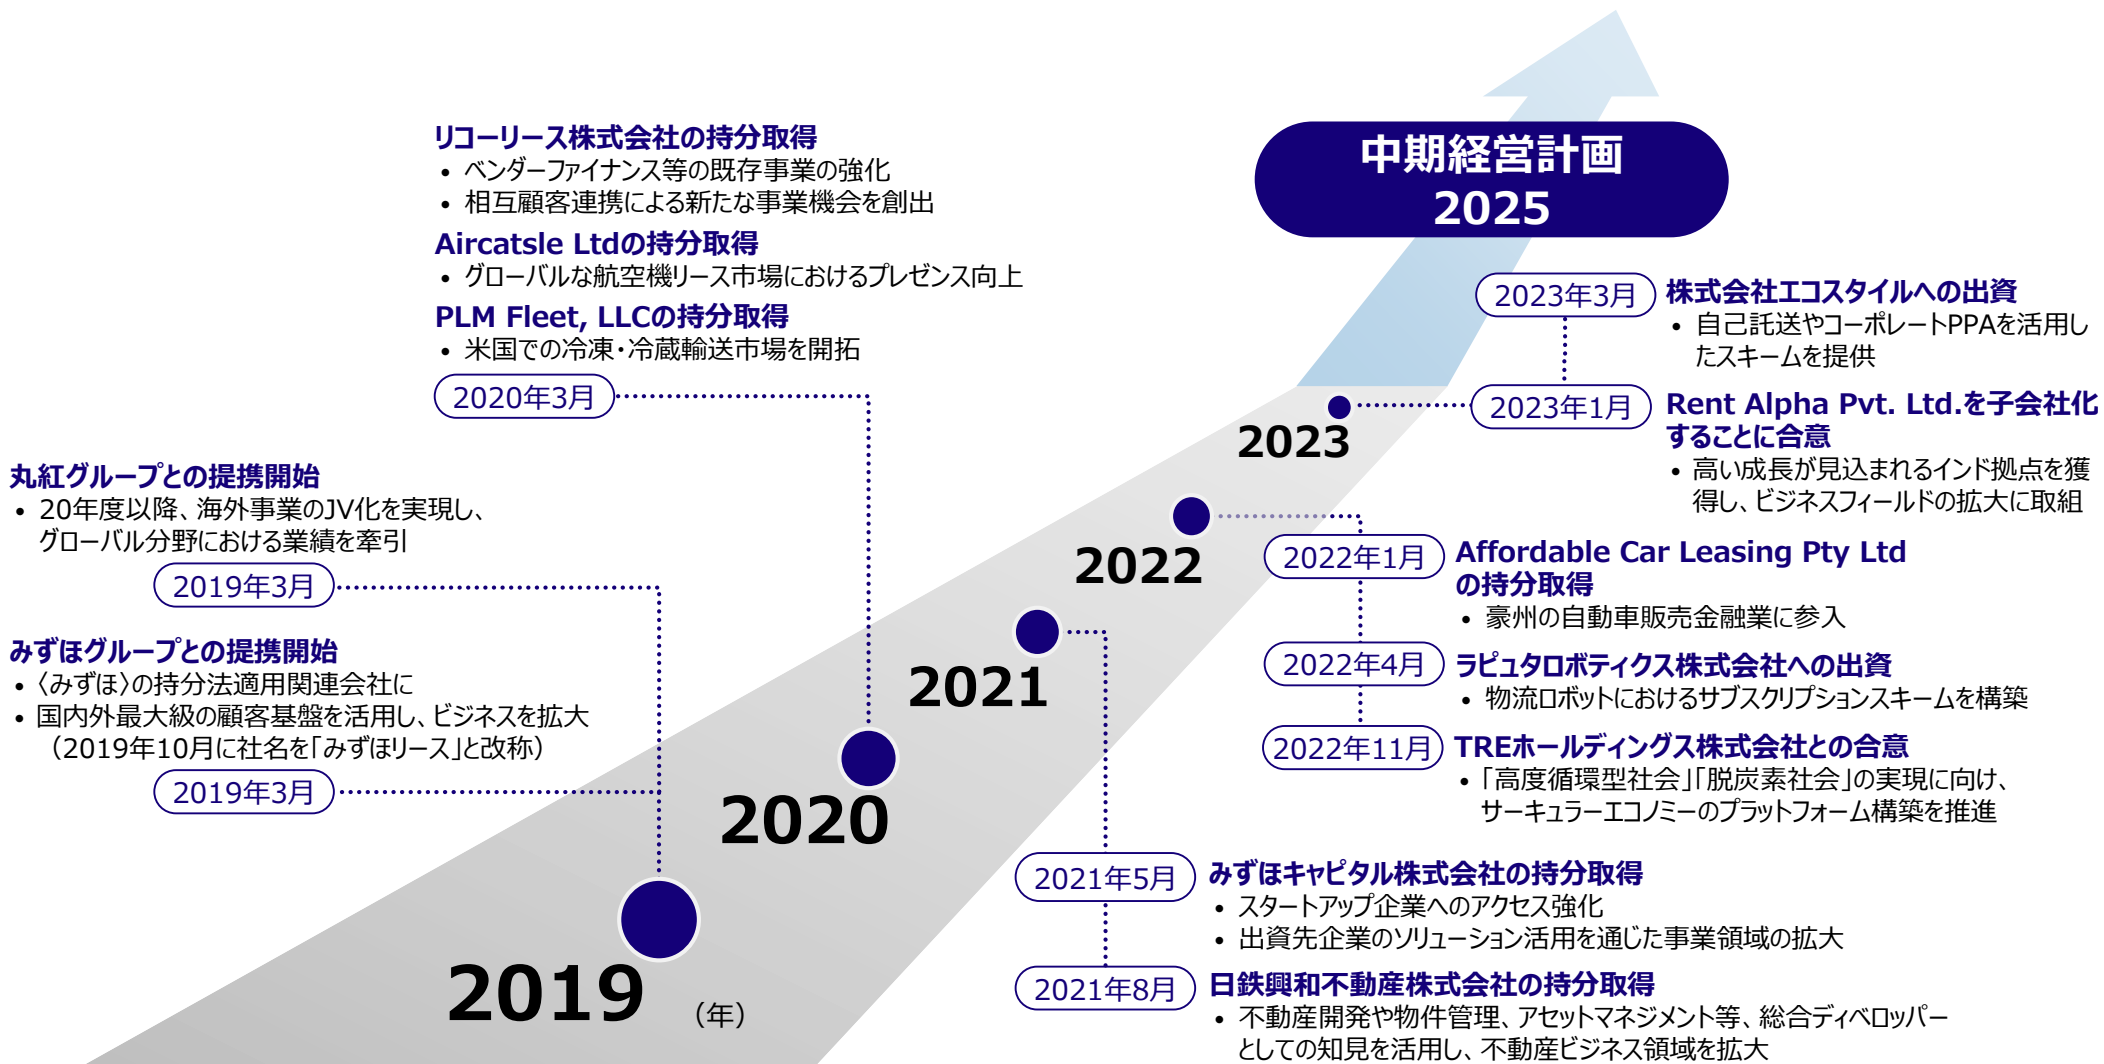 中期経営計画
2025
リコーリース株式会社の持分取得
• ベンダーファイナンス等の既存事業の強化
• 相互顧客連携による新たな事業機会を創出
Aircatsle Ltdの持分取得
• グローバルな航空機リース市場におけるプレゼンス向上
PLM Fleet, LLCの持分取得
• 米国での冷凍・冷蔵輸送市場を開拓
2020年3月
丸紅グループとの提携開始
• 20年度以降、海外事業のJV化を実現し、
グローバル分野における業績を牽引
2019年3月
みずほグループとの提携開始
• 〈みずほ〉の持分法適用関連会社に
• 国内外最大級の顧客基盤を活用し、ビジネスを拡大
（2019年10月に社名を「みずほリース」と改称）
2019年3月
2019
（年）
2020
2021
2022
2023
2023年3月
株式会社エコスタイルへの出資
• 自己託送やコーポレートPPAを活用し
たスキームを提供
2023年1月
Rent Alpha Pvt. Ltd.を子会社化
することに合意
• 高い成長が見込まれるインド拠点を獲
得し、ビジネスフィールドの拡大に取組
2022年1月
Affordable Car Leasing Pty Ltd
の持分取得
• 豪州の自動車販売金融業に参入
2022年4月
ラピュタロボティクス株式会社への出資
• 物流ロボットにおけるサブスクリプションスキームを構築
2022年11月
TREホールディングス株式会社との合意
• 「高度循環型社会」「脱炭素社会」の実現に向け、
サーキュラーエコノミーのプラットフォーム構築を推進
2021年5月
みずほキャピタル株式会社の持分取得
• スタートアップ企業へのアクセス強化
• 出資先企業のソリューション活用を通じた事業領域の拡大
2021年8月
日鉄興和不動産株式会社の持分取得
• 不動産開発や物件管理、アセットマネジメント等、総合ディベロッパー
としての知見を活用し、不動産ビジネス領域を拡大